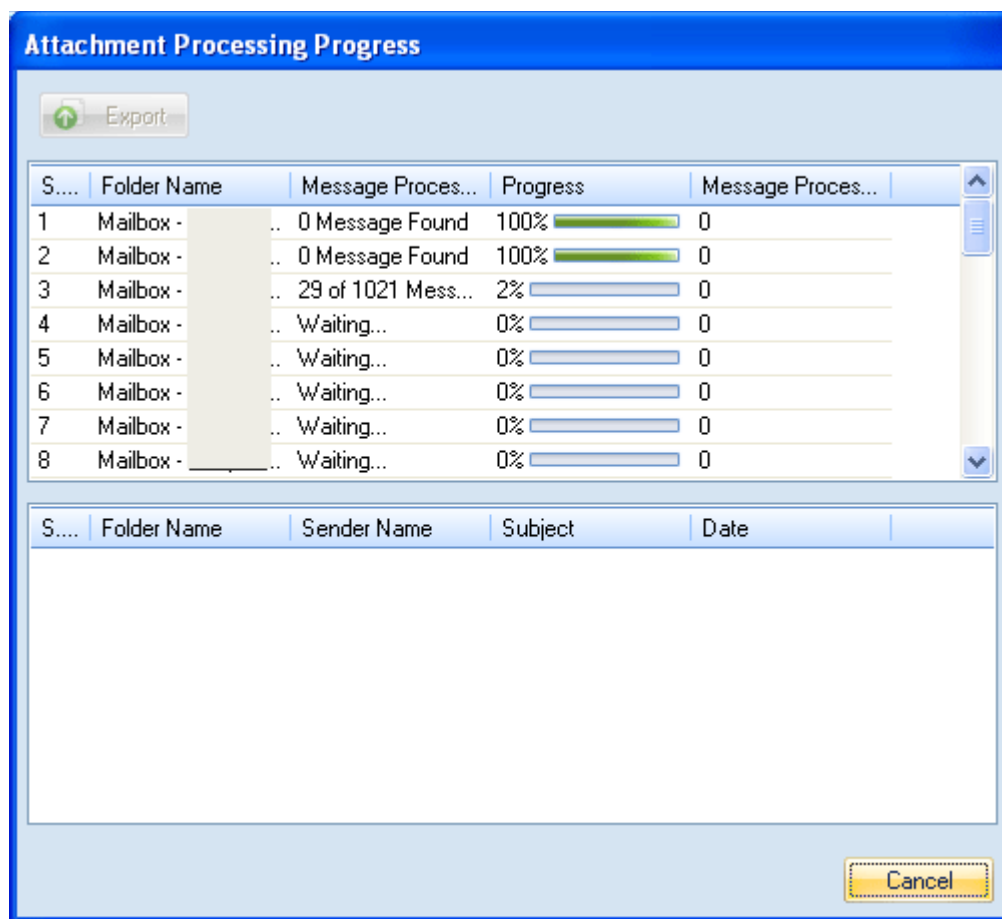 Attachment Processing Progress
Export
S.... Folder Name Message Proces... Progress Message Proces...
1 Mailbox - .. 0 Message Found 100% 0
2 Mailbox - .. 0 Message Found 100% 0
3 Mailbox - .. 29 of 1021 Mess... 2% 0
4 Mailbox - .. Waiting... 0% 0
5 Mailbox - .. Waiting... 0% 0
6 Mailbox - .. Waiting... 0% 0
7 Mailbox - .. Waiting... 0% 0
8 Mailbox - .. Waiting... 0% 0
S.... Folder Name Sender Name Subject Date
Cancel